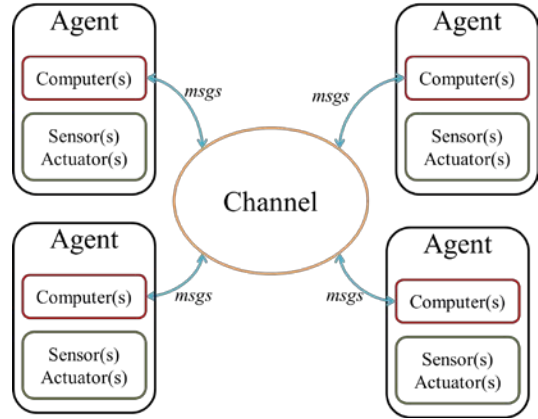 Agent
Computer(s)
Sensor(s)
Actuator(s)
msgs
Agent
Computer(s)
Sensor(s)
Actuator(s)
msgs
Channel
Agent
Computer(s)
Sensor(s)
Actuator(s)
msgs
Agent
Computer(s)
Sensor(s)
Actuator(s)
msgs